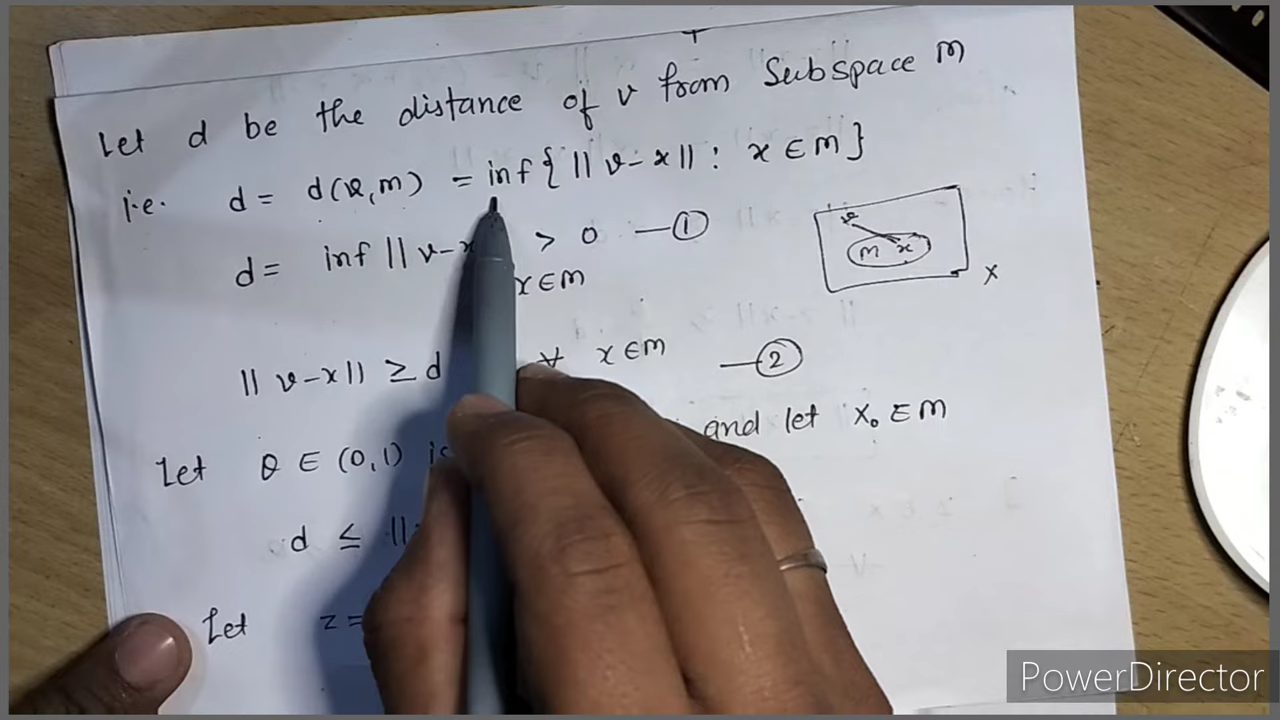 Let d be the distance of v from Subspace M
i.e. d = d(v,m) = inf{ || v-x || : x ∈ M }
d = inf || v-x > 0 —①
x∈M
v
M x
X
|| v-x || ≥ d ∀ x∈M —②
Let θ ∈ (0,1) is and let x₀ ∈ M
d ≤ ||
Let z =
PowerDirector